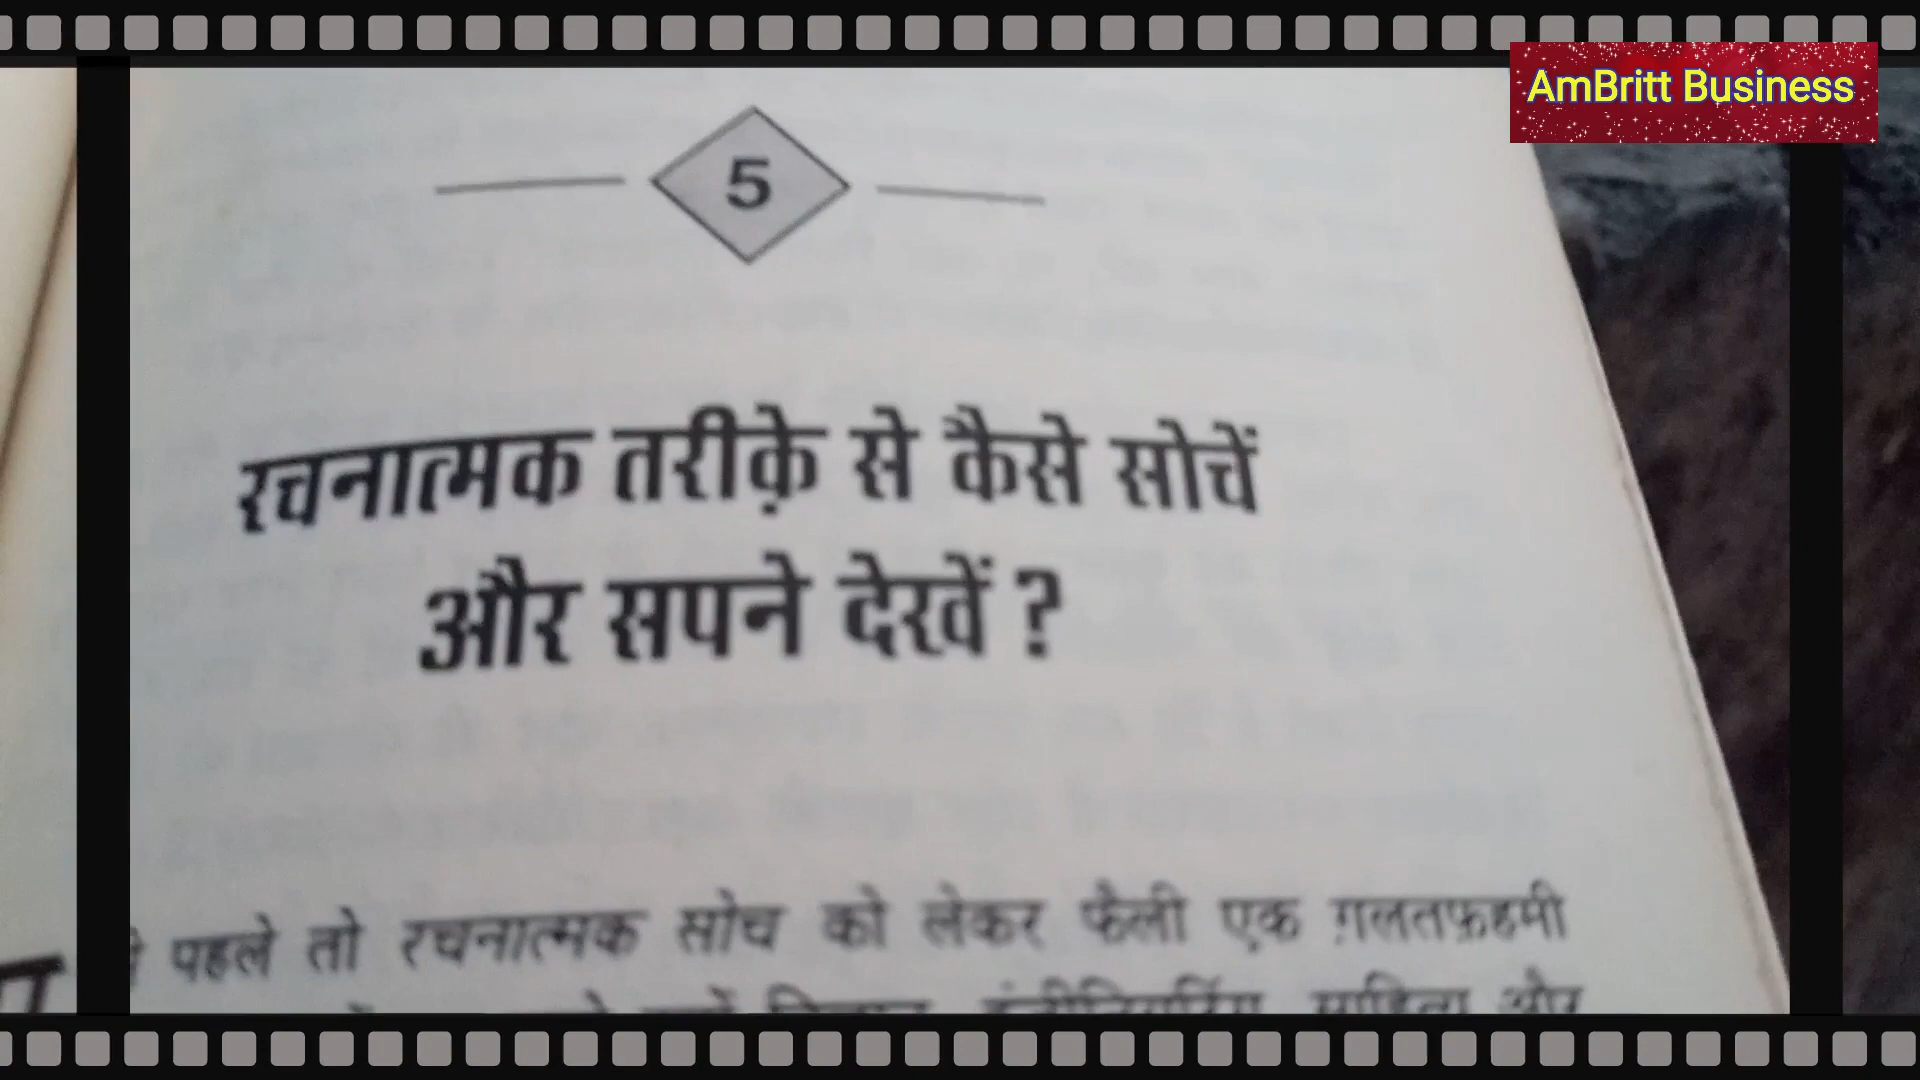 AmBritt Business
5
रचनात्मक तरीक़े से कैसे सोचें
और सपने देखें ?
पहले तो रचनात्मक सोच को लेकर फैली एक ग़लतफ़हमी